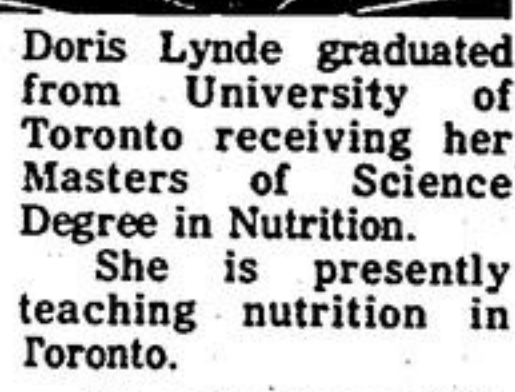 Doris Lynde graduated
from University of
Toronto receiving her
Masters of Science
Degree in Nutrition.
She is presently
teaching nutrition in
Toronto.